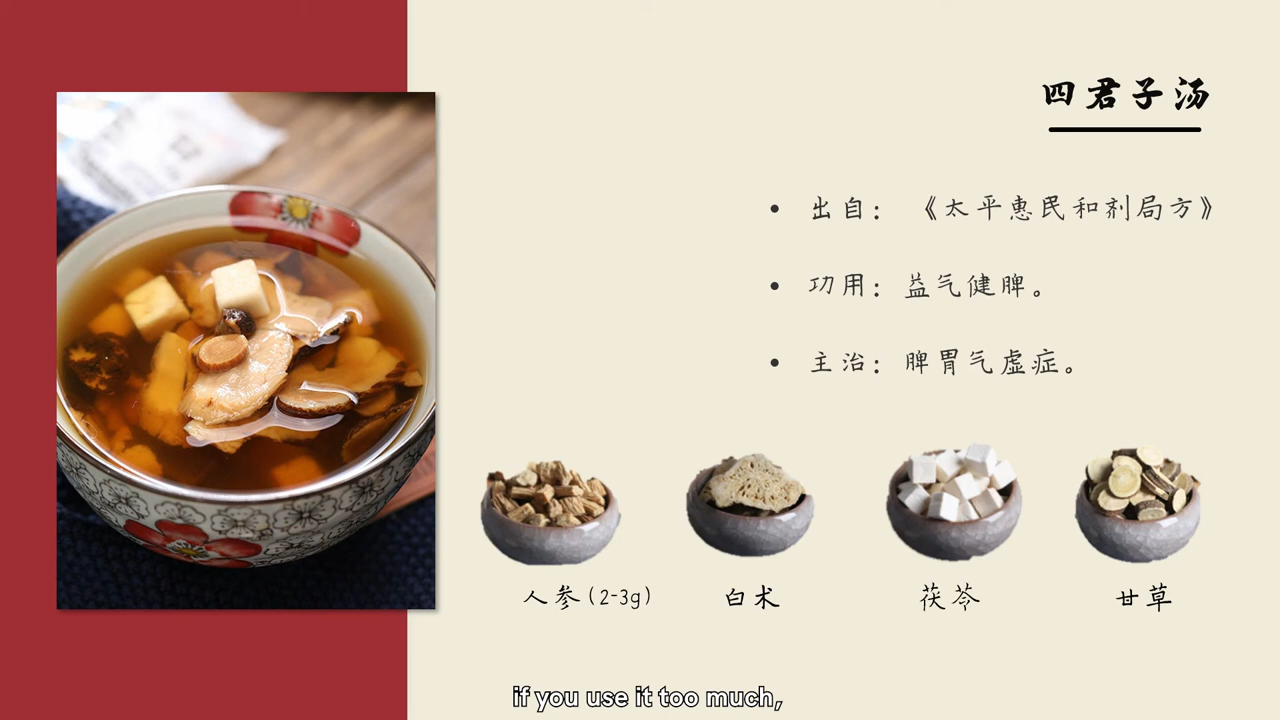 四君子汤
• 出自：《太平惠民和剂局方》
• 功用：益气健脾。
• 主治：脾胃气虚症。
人参(2-3g)
白术
茯苓
甘草
if you use it too much,